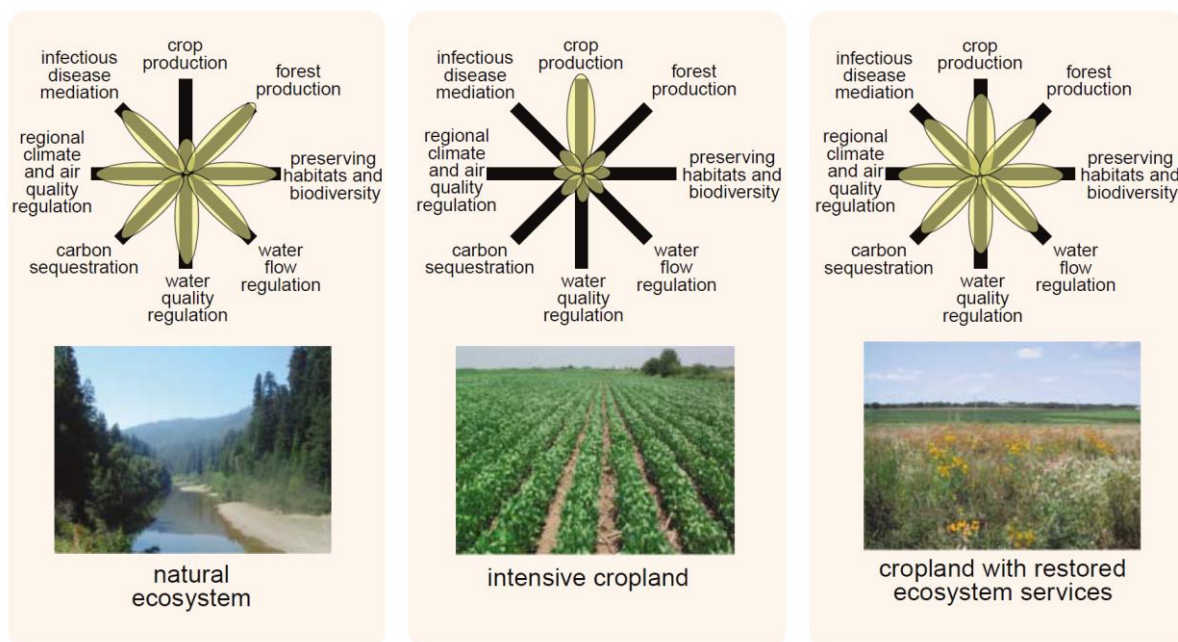 crop
production
infectious
disease
mediation
forest
production
regional
climate
and air
quality
regulation
preserving
habitats and
biodiversity
carbon
sequestration
water
flow
regulation
water
quality
regulation
natural
ecosystem
crop
production
infectious
disease
mediation
forest
production
regional
climate
and air
quality
regulation
preserving
habitats and
biodiversity
carbon
sequestration
water
flow
regulation
water
quality
regulation
intensive cropland
crop
production
infectious
disease
mediation
forest
production
regional
climate
and air
quality
regulation
preserving
habitats and
biodiversity
carbon
sequestration
water
flow
regulation
water
quality
regulation
cropland with restored
ecosystem services